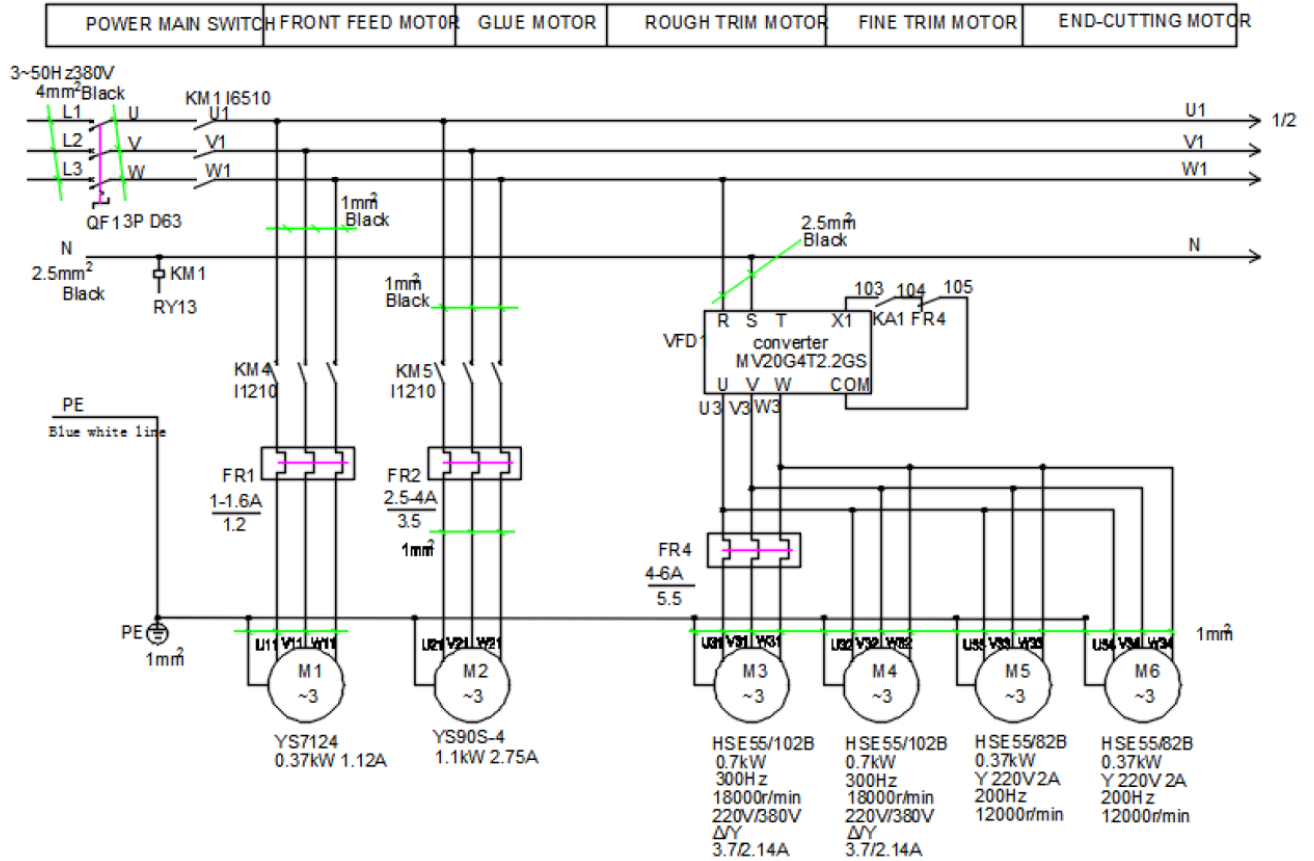 POWER MAIN SWITCH FRONT FEED MOTOR GLUE MOTOR ROUGH TRIM MOTOR FINE TRIM MOTOR END-CUTTING MOTOR
3~50Hz380V
4mm² Black
KM1 I6510
L1 U U1 U1 1/2
L2 V V1 V1
L3 W W1 W1
QF1 3P D63
1mm²
Black
2.5mm²
Black
N N
2.5mm²
Black
KM1
RY13
1mm²
Black
103 104 105
KA1 FR4
R S T X1
VFD1
converter
MV20G4T2.2GS
U V W COM
U3 V3 W3
KM4
I1210
KM5
I1210
PE
Blue white line
FR1
1-1.6A
1.2
FR2
2.5-4A
3.5
1mm²
FR4
4-6A
5.5
PE
1mm²
U11 V11 W11
U21 V21 W21
U31 V31 W31
U32 V32 W32
U33 V33 W33
U34 V34 W34
1mm²
M1
~3
M2
~3
M3
~3
M4
~3
M5
~3
M6
~3
YS7124
0.37kW 1.12A
YS90S-4
1.1kW 2.75A
HSE55/102B
0.7kW
300Hz
18000r/min
220V/380V
Δ/Y
3.7/2.14A
HSE55/102B
0.7kW
300Hz
18000r/min
220V/380V
Δ/Y
3.7/2.14A
HSE55/82B
0.37kW
Y 220V 2A
200Hz
12000r/min
HSE55/82B
0.37kW
Y 220V 2A
200Hz
12000r/min